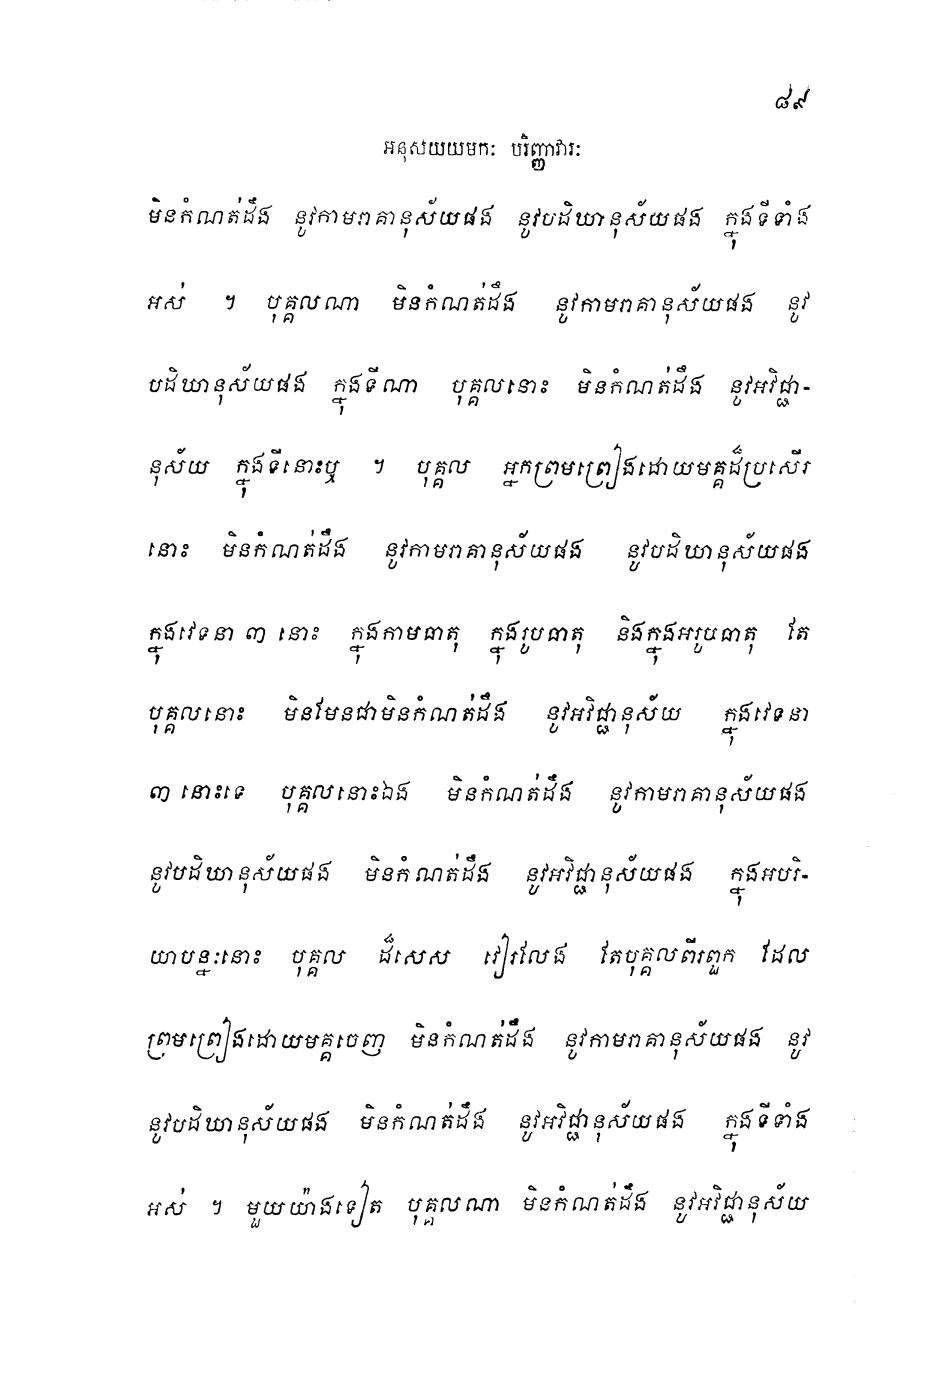 ៨៩
អនុសយយមកៈ បរិញ្ញាវារៈ
មិនកំណត់ដឹង នូវកាមរាគានុស័យផង នូវបដិឃានុស័យផង ក្នុងទីទាំង
អស់ ។ បុគ្គលណា មិនកំណត់ដឹង នូវកាមរាគានុស័យផង នូវ
បដិឃានុស័យផង ក្នុងទីណា បុគ្គលនោះ មិនកំណត់ដឹង នូវអវិជ្ជា-
នុស័យ ក្នុងទីនោះឬ ។ បុគ្គល អ្នកព្រមព្រៀងដោយមគ្គដ៏ប្រសើរ
នោះ មិនកំណត់ដឹង នូវកាមរាគានុស័យផង នូវបដិឃានុស័យផង
ក្នុងវេទនា ៣ នោះ ក្នុងកាមធាតុ ក្នុងរូបធាតុ និងក្នុងអរូបធាតុ តែ
បុគ្គលនោះ មិនមែនជាមិនកំណត់ដឹង នូវអវិជ្ជានុស័យ ក្នុងវេទនា
៣ នោះទេ បុគ្គលនោះឯង មិនកំណត់ដឹង នូវកាមរាគានុស័យផង
នូវបដិឃានុស័យផង មិនកំណត់ដឹង នូវអវិជ្ជានុស័យផង ក្នុងអបរិ-
យាបន្នៈនោះ បុគ្គល ដ៏សេស វៀរលែង តែបុគ្គលពីរពួក ដែល
ព្រមព្រៀងដោយមគ្គចេញ មិនកំណត់ដឹង នូវកាមរាគានុស័យផង នូវ
នូវបដិឃានុស័យផង មិនកំណត់ដឹង នូវអវិជ្ជានុស័យផង ក្នុងទីទាំង
អស់ ។ មួយយ៉ាងទៀត បុគ្គលណា មិនកំណត់ដឹង នូវអវិជ្ជានុស័យ